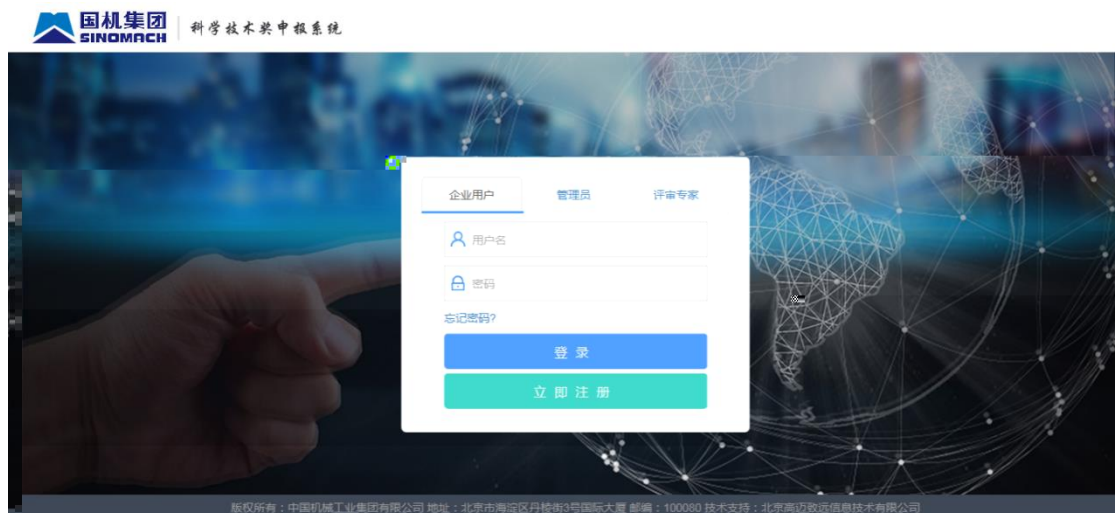 国机集团
SINOMACH
科学技术奖申报系统
企业用户 管理员 评审专家
用户名
密码
忘记密码?
登 录
立 即 注 册
版权所有：中国机械工业集团有限公司 地址：北京市海淀区丹棱街3号国际大厦 邮编：100080 技术支持：北京高迈致远信息技术有限公司